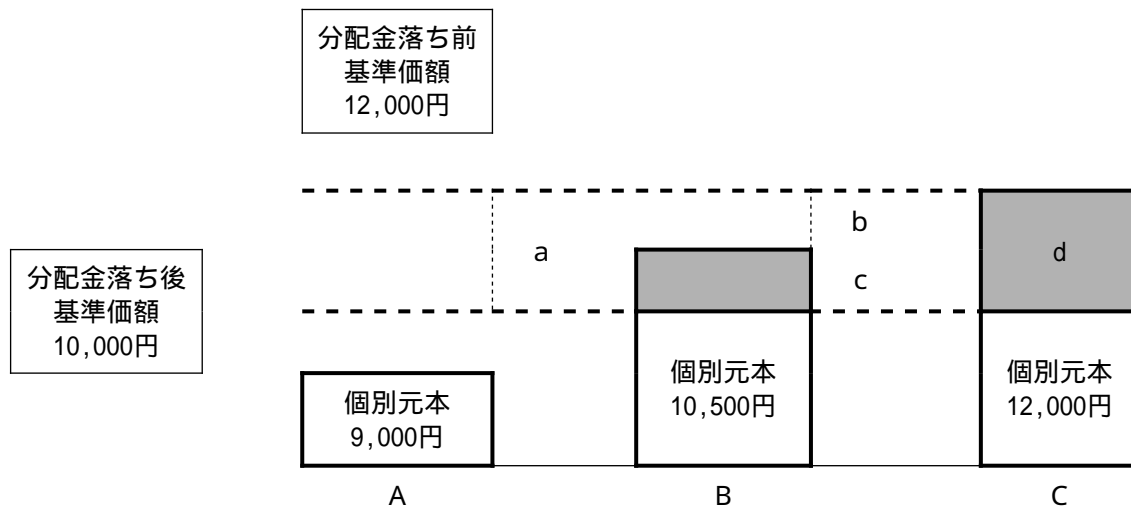 分配金落ち前
基準価額
12,000円
a
b
c
d
分配金落ち後
基準価額
10,000円
個別元本
9,000円
個別元本
10,500円
個別元本
12,000円
A
B
C